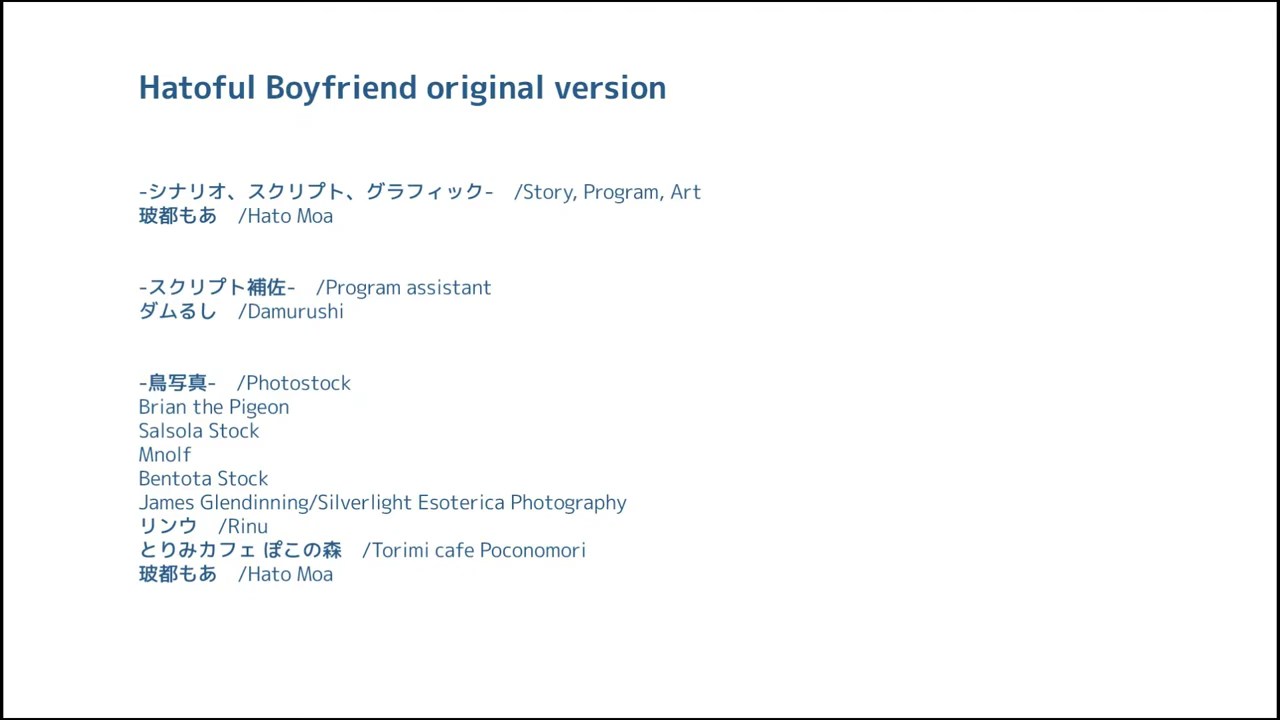 Hatoful Boyfriend original version
-シナリオ、スクリプト、グラフィック-　/Story, Program, Art
玻都もあ　/Hato Moa
-スクリプト補佐-　/Program assistant
ダムるし　/Damurushi
-鳥写真-　/Photostock
Brian the Pigeon
Salsola Stock
Mnolf
Bentota Stock
James Glendinning/Silverlight Esoterica Photography
リンウ　/Rinu
とりみカフェ ぽこの森　/Torimi cafe Poconomori
玻都もあ　/Hato Moa